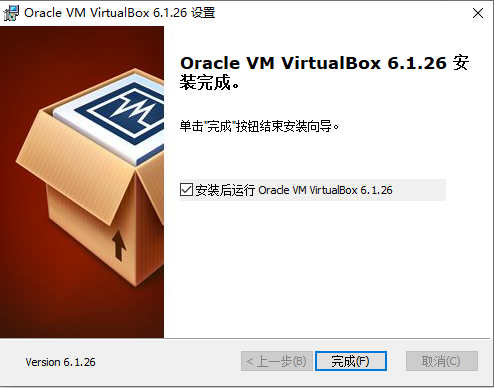 Oracle VM VirtualBox 6.1.26 设置
Oracle VM VirtualBox 6.1.26 安
装完成。
单击"完成"按钮结束安装向导。
安装后运行 Oracle VM VirtualBox 6.1.26
Version 6.1.26
< 上一步(B)
完成(F)
取消(C)